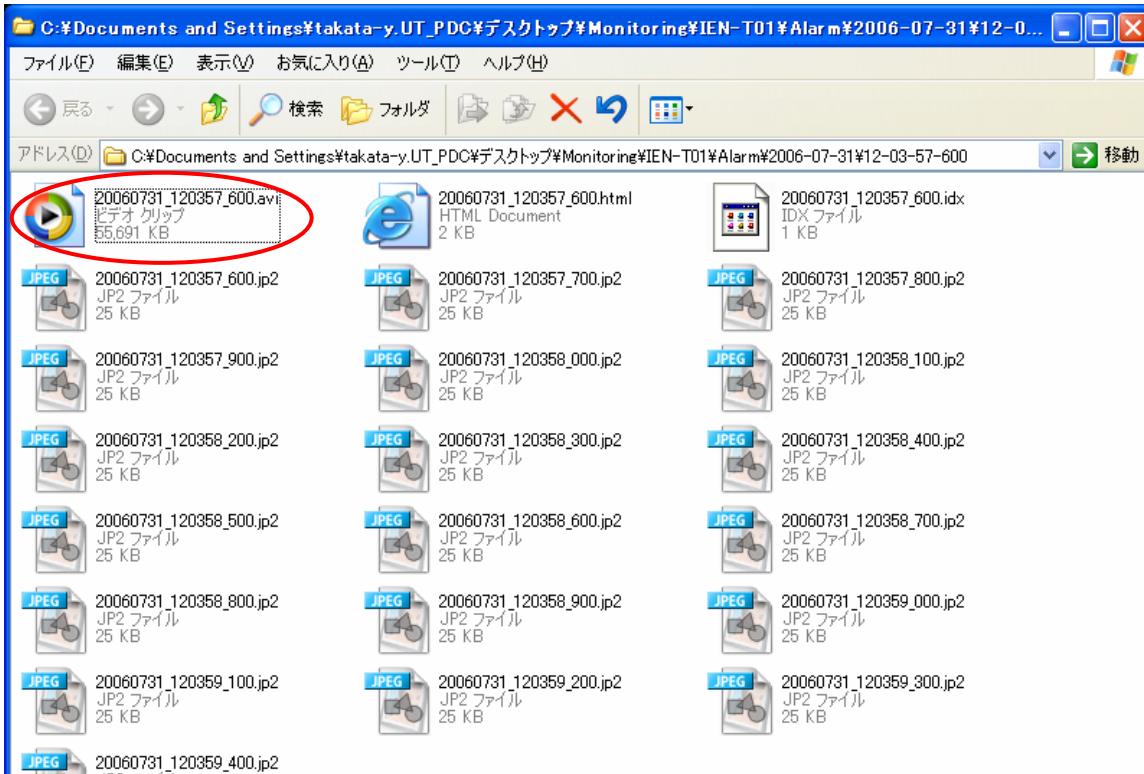 C:¥Documents and Settings¥takata-y.UT_PDC¥デスクトップ¥Monitoring¥IEN-T01¥Alarm¥2006-07-31¥12-0...
ファイル(F) 編集(E) 表示(V) お気に入り(A) ツール(T) ヘルプ(H)
戻る 検索 フォルダ
アドレス(D) C:¥Documents and Settings¥takata-y.UT_PDC¥デスクトップ¥Monitoring¥IEN-T01¥Alarm¥2006-07-31¥12-03-57-600 移動
20060731_120357_600.avi
ビデオ クリップ
55,691 KB
20060731_120357_600.html
HTML Document
2 KB
20060731_120357_600.idx
IDX ファイル
1 KB
JPEG
20060731_120357_600.jp2
JP2 ファイル
25 KB
JPEG
20060731_120357_700.jp2
JP2 ファイル
25 KB
JPEG
20060731_120357_800.jp2
JP2 ファイル
25 KB
JPEG
20060731_120357_900.jp2
JP2 ファイル
25 KB
JPEG
20060731_120358_000.jp2
JP2 ファイル
25 KB
JPEG
20060731_120358_100.jp2
JP2 ファイル
25 KB
JPEG
20060731_120358_200.jp2
JP2 ファイル
25 KB
JPEG
20060731_120358_300.jp2
JP2 ファイル
25 KB
JPEG
20060731_120358_400.jp2
JP2 ファイル
25 KB
JPEG
20060731_120358_500.jp2
JP2 ファイル
25 KB
JPEG
20060731_120358_600.jp2
JP2 ファイル
25 KB
JPEG
20060731_120358_700.jp2
JP2 ファイル
25 KB
JPEG
20060731_120358_800.jp2
JP2 ファイル
25 KB
JPEG
20060731_120358_900.jp2
JP2 ファイル
25 KB
JPEG
20060731_120359_000.jp2
JP2 ファイル
25 KB
JPEG
20060731_120359_100.jp2
JP2 ファイル
25 KB
JPEG
20060731_120359_200.jp2
JP2 ファイル
25 KB
JPEG
20060731_120359_300.jp2
JP2 ファイル
25 KB
JPEG
20060731_120359_400.jp2